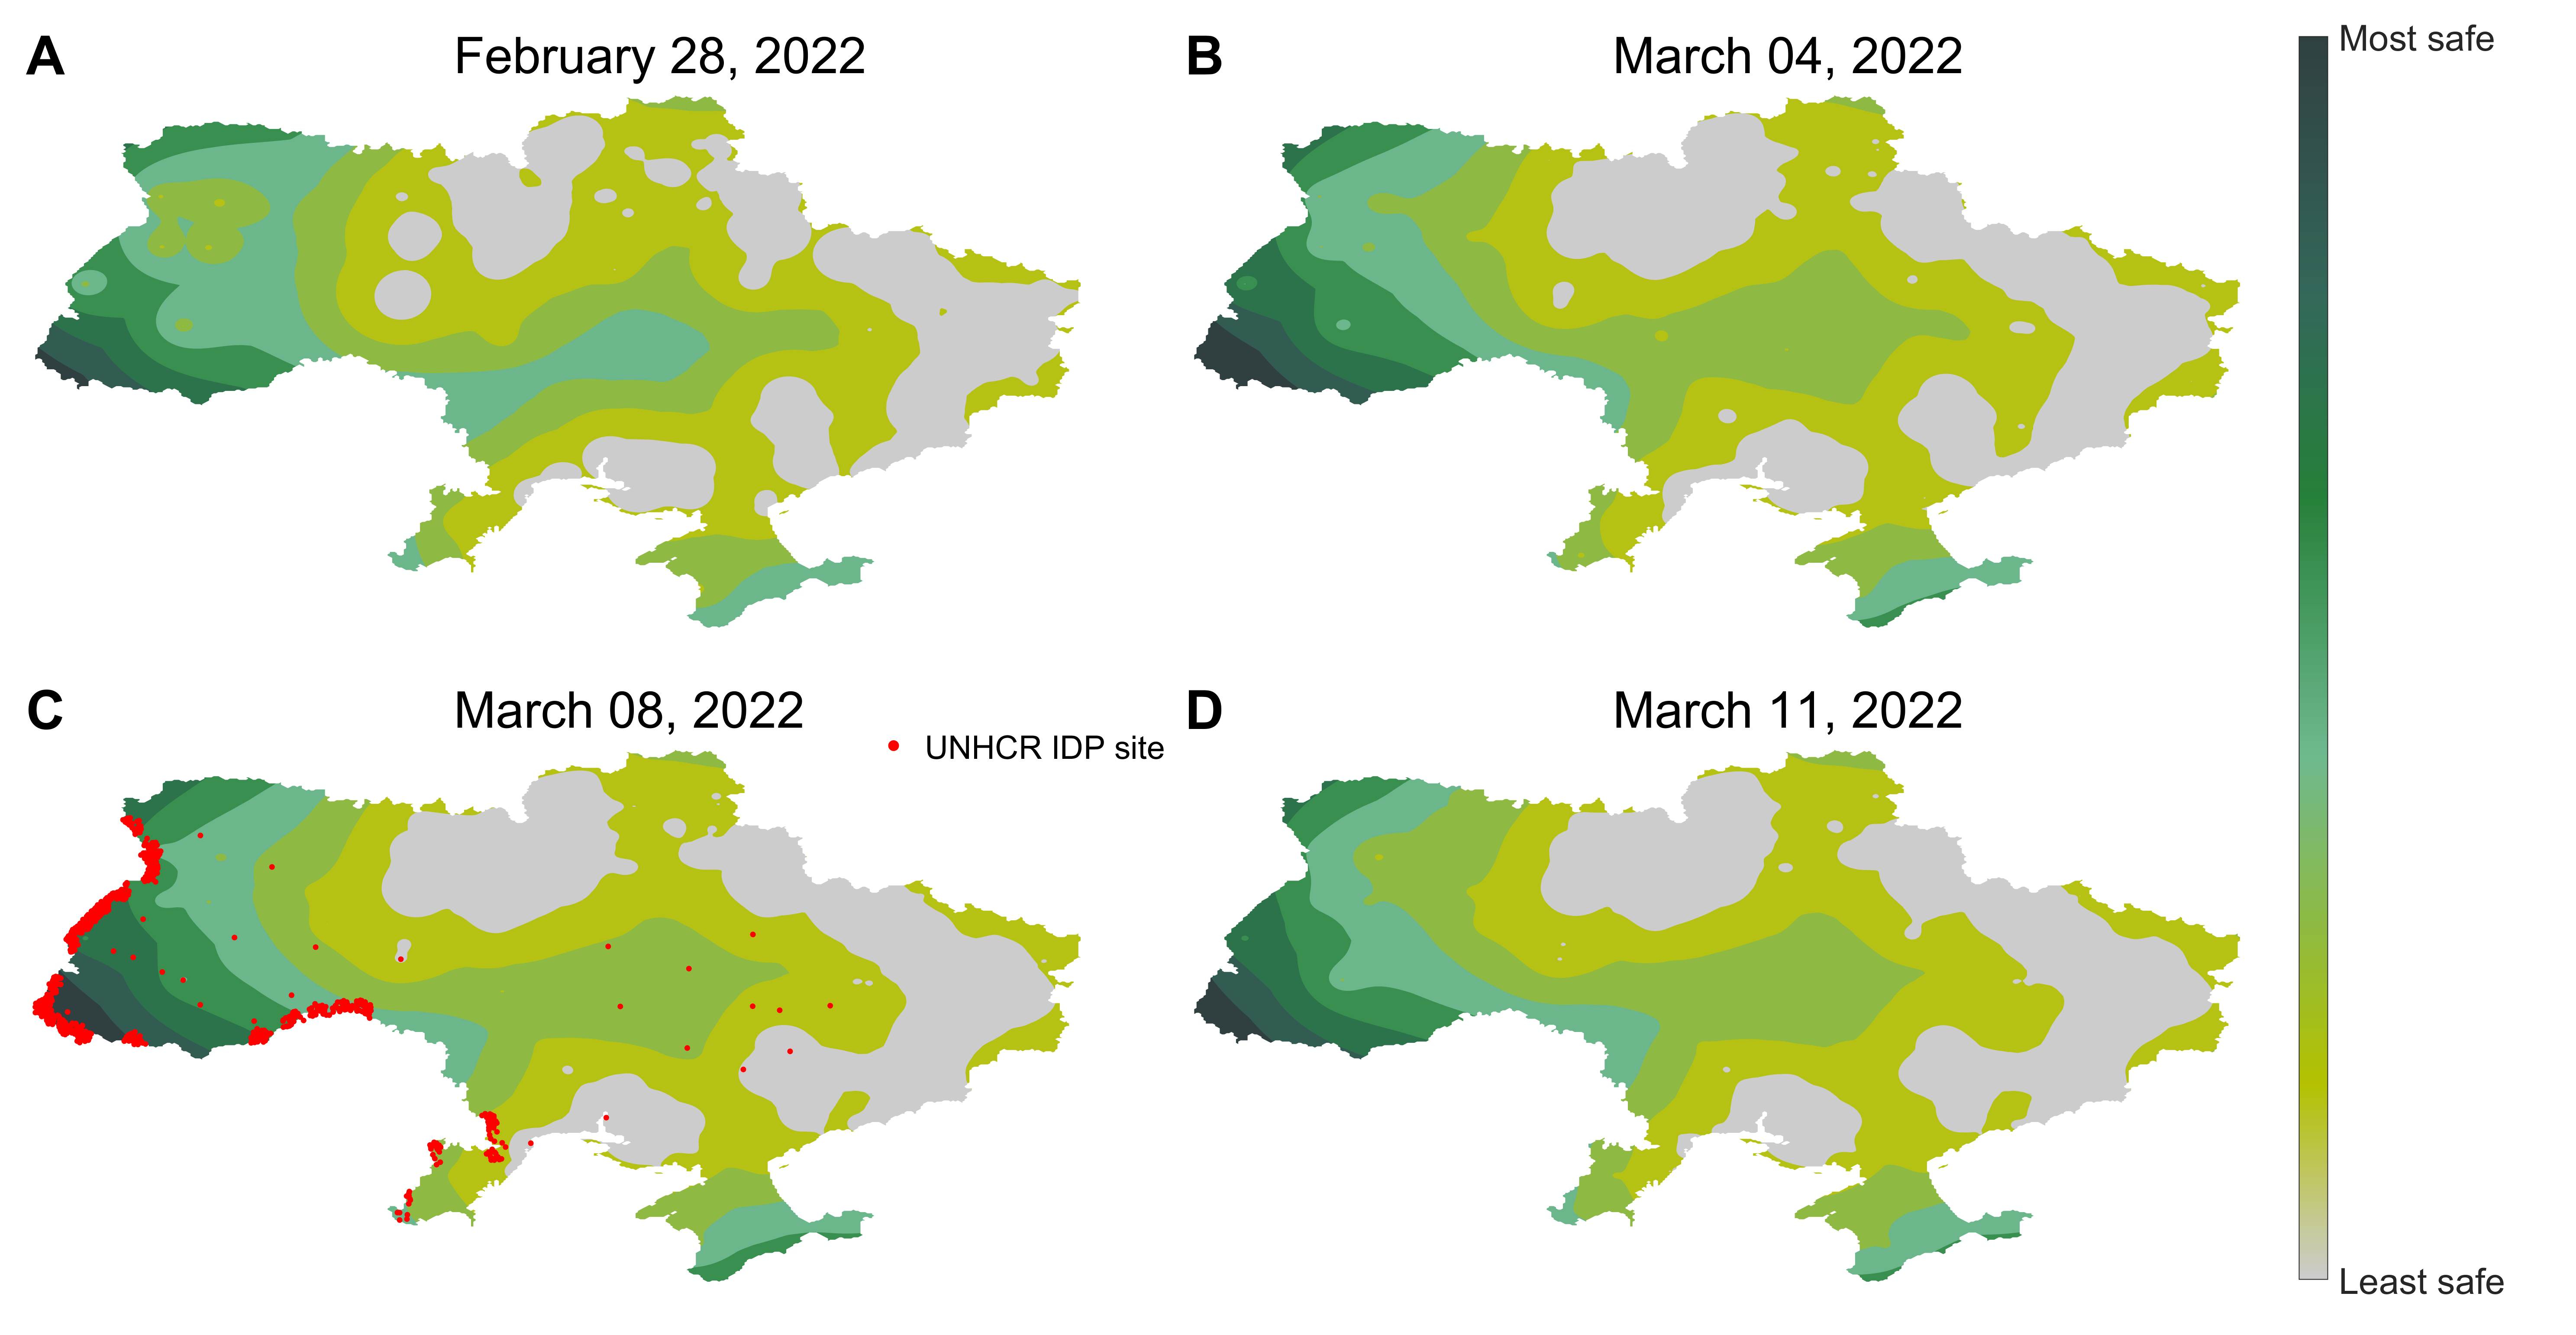 A
February 28, 2022
B
March 04, 2022
Most safe
C
March 08, 2022
UNHCR IDP site
D
March 11, 2022
Least safe